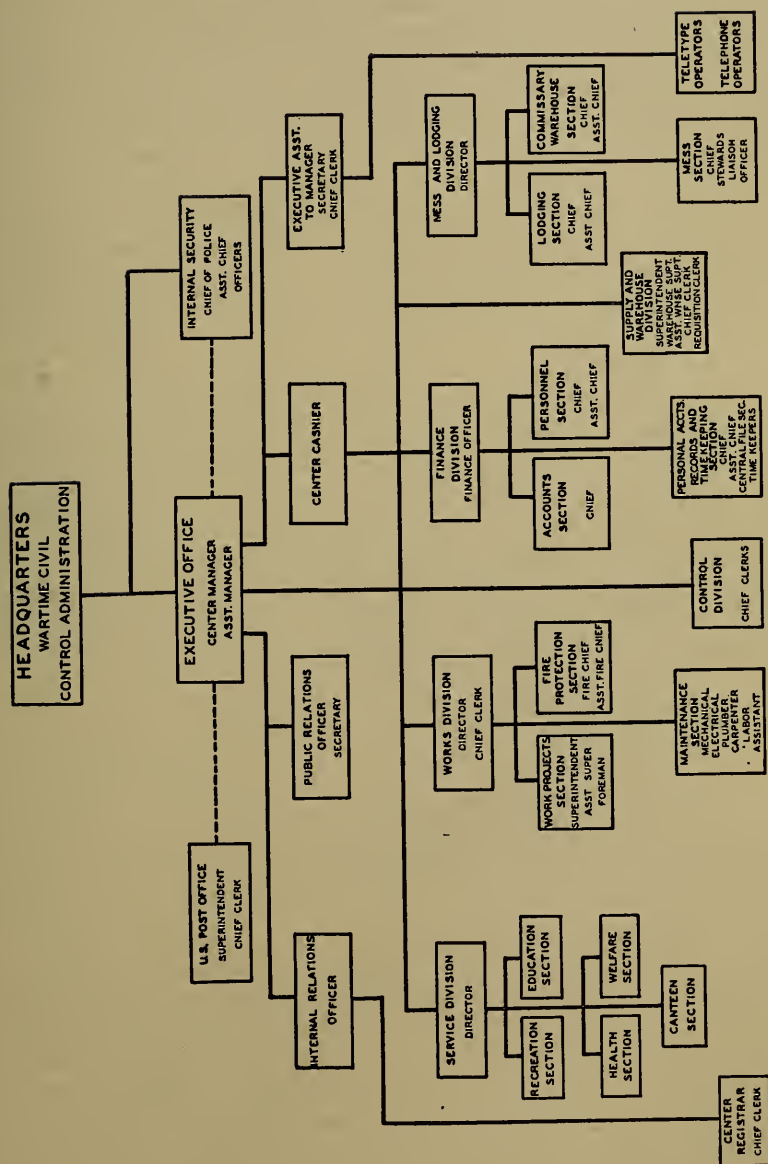 HEADQUARTERS
WARTIME CIVIL
CONTROL ADMINISTRATION
INTERNAL SECURITY
CHIEF OF POLICE
ASST. CHIEF
OFFICERS
U.S. POST OFFICE
SUPERINTENDENT
CHIEF CLERK
EXECUTIVE OFFICE
CENTER MANAGER
ASST. MANAGER
INTERNAL RELATIONS
OFFICER
PUBLIC RELATIONS
OFFICER
SECRETARY
CENTER CASHIER
EXECUTIVE ASST.
TO MANAGER
SECRETARY
CHIEF CLERK
SERVICE DIVISION
DIRECTOR
WORKS DIVISION
DIRECTOR
CHIEF CLERK
FINANCE
DIVISION
FINANCE OFFICER
MESS AND LODGING
DIVISION
DIRECTOR
RECREATION
SECTION
EDUCATION
SECTION
HEALTH
SECTION
WELFARE
SECTION
CANTEEN
SECTION
WORK PROJECTS
SECTION
SUPERINTENDENT
ASST SUPER
FOREMAN
FIRE
PROTECTION
SECTION
FIRE CHIEF
ASST. FIRE CHIEF
ACCOUNTS
SECTION
CHIEF
PERSONNEL
SECTION
CHIEF
ASST. CHIEF
SUPPLY AND
WAREHOUSE
DIVISION
SUPERINTENDENT
WAREHOUSE SUPT.
ASST. WHSE SUPT.
CHIEF CLERK
REQUISITION CLERK
LODGING
SECTION
CHIEF
ASST CHIEF
COMMISSARY
WAREHOUSE
SECTION
CHIEF
ASST. CHIEF
CENTER
REGISTRAR
CHIEF CLERK
MAINTENANCE
SECTION
MECHANICAL
ELECTRICAL
PLUMBER
CARPENTER
LABOR
ASSISTANT
CONTROL
DIVISION
CHIEF CLERKS
PERSONAL ACCTS.
RECORDS AND
TIMEKEEPING
SECTION
CHIEF
ASST. CHIEF
CENTRAL FILE SEC.
TIME KEEPERS
MESS
SECTION
CHIEF
STEWARDS
LIAISON
OFFICER
TELETYPE
OPERATORS
TELEPHONE
OPERATORS